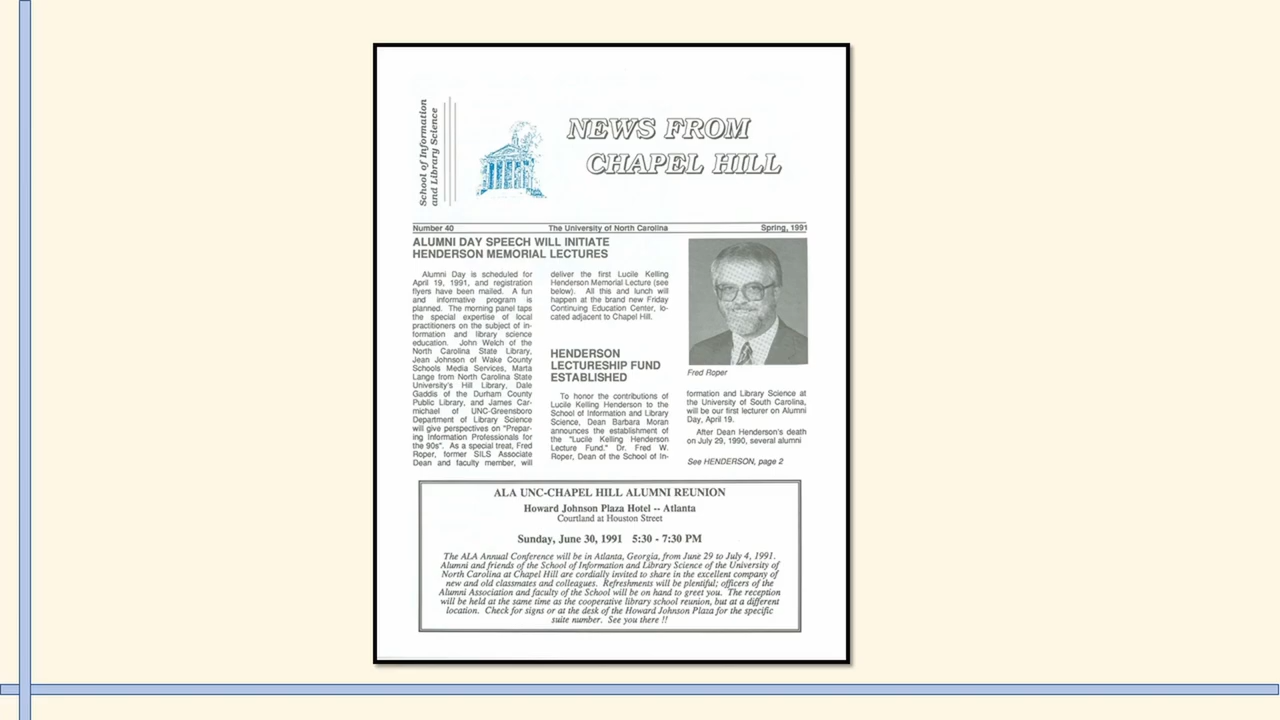 School of Information
and Library Science
NEWS FROM
CHAPEL HILL
Number 40 The University of North Carolina Spring, 1991
ALUMNI DAY SPEECH WILL INITIATE
HENDERSON MEMORIAL LECTURES
Alumni Day is scheduled for
April 19, 1991, and registration
flyers have been mailed. A fun
and informative program is
planned. The morning panel taps
the special expertise of local
practitioners on the subject of in-
formation and library science
education. John Welch of the
North Carolina State Library,
Jean Johnson of Wake County
Schools Media Services, Marta
Lange from North Carolina State
University's Hill Library, Dale
Gaddis of the Durham County
Public Library, and James Car-
michael of UNC-Greensboro
Department of Library Science
will give perspectives on "Prepar-
ing Information Professionals for
the 90s". As a special treat, Fred
Roper, former SILS Associate
Dean and faculty member, will
deliver the first Lucile Kelling
Henderson Memorial Lecture (see
below). All this and lunch will
happen at the brand new Friday
Continuing Education Center, lo-
cated adjacent to Chapel Hill.
HENDERSON
LECTURESHIP FUND
ESTABLISHED
To honor the contributions of
Lucile Kelling Henderson to the
School of Information and Library
Science, Dean Barbara Moran
announces the establishment of
the "Lucile Kelling Henderson
Lecture Fund." Dr. Fred W.
Roper, Dean of the School of In-
Fred Roper
formation and Library Science at
the University of South Carolina,
will be our first lecturer on Alumni
Day, April 19.
After Dean Henderson's death
on July 29, 1990, several alumni
See HENDERSON, page 2
ALA UNC-CHAPEL HILL ALUMNI REUNION
Howard Johnson Plaza Hotel -- Atlanta
Courtland at Houston Street
Sunday, June 30, 1991 5:30 - 7:30 PM
The ALA Annual Conference will be in Atlanta, Georgia, from June 29 to July 4, 1991.
Alumni and friends of the School of Information and Library Science of the University of
North Carolina at Chapel Hill are cordially invited to share in the excellent company of
new and old classmates and colleagues. Refreshments will be plentiful; officers of the
Alumni Association and faculty of the School will be on hand to greet you. The reception
will be held at the same time as the cooperative library school reunion, but at a different
location. Check for signs or at the desk of the Howard Johnson Plaza for the specific
suite number. See you there !!